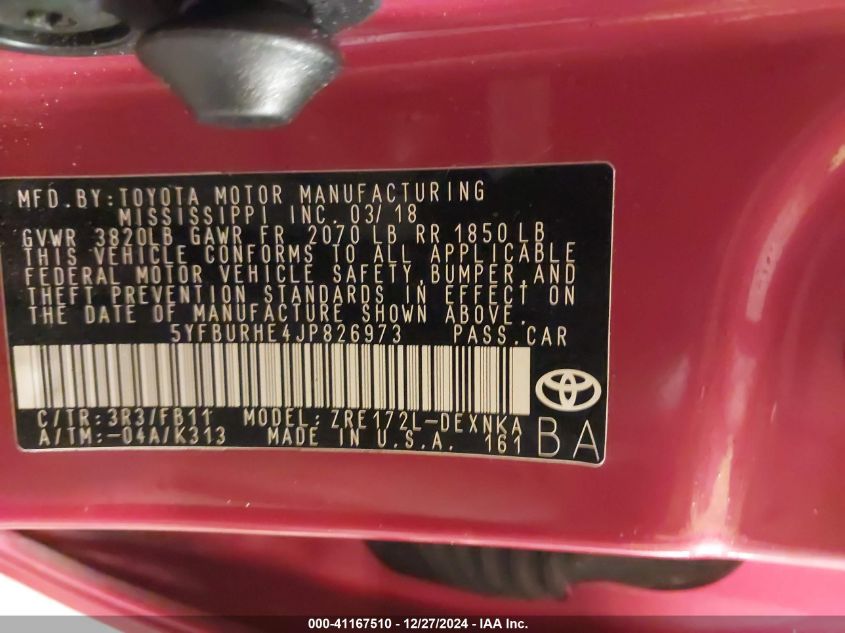 MFD.BY:TOYOTA MOTOR MANUFACTURING
MISSISSIPPI INC. 03/18
GVWR 3820LB GAWR FR 2070 LB RR 1850 LB
THIS VEHICLE CONFORMS TO ALL APPLICABLE
FEDERAL MOTOR VEHICLE SAFETY, BUMPER, AND
THEFT PREVENTION STANDARDS IN EFFECT ON
THE DATE OF MANUFACTURE SHOWN ABOVE.
5YFBURHE4JP826973 PASS.CAR
C/TR:3R3/FB11 MODEL:ZRE172L-DEXNKA
A/TM:-04A/K313 MADE IN U.S.A. 161
BA
000-41167510 - 12/27/2024 - IAA Inc.